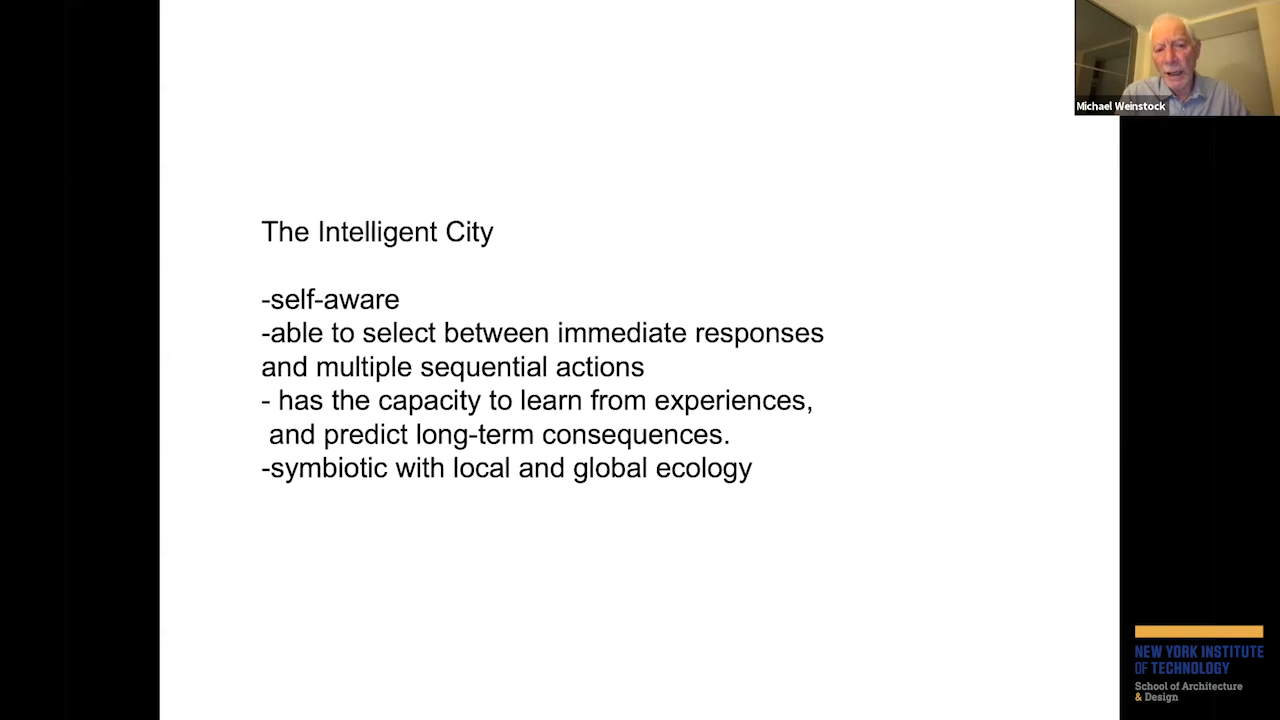 Michael Weinstock
The Intelligent City
-self-aware
-able to select between immediate responses
and multiple sequential actions
- has the capacity to learn from experiences,
and predict long-term consequences.
-symbiotic with local and global ecology
NEW YORK INSTITUTE
OF TECHNOLOGY
School of Architecture
& Design